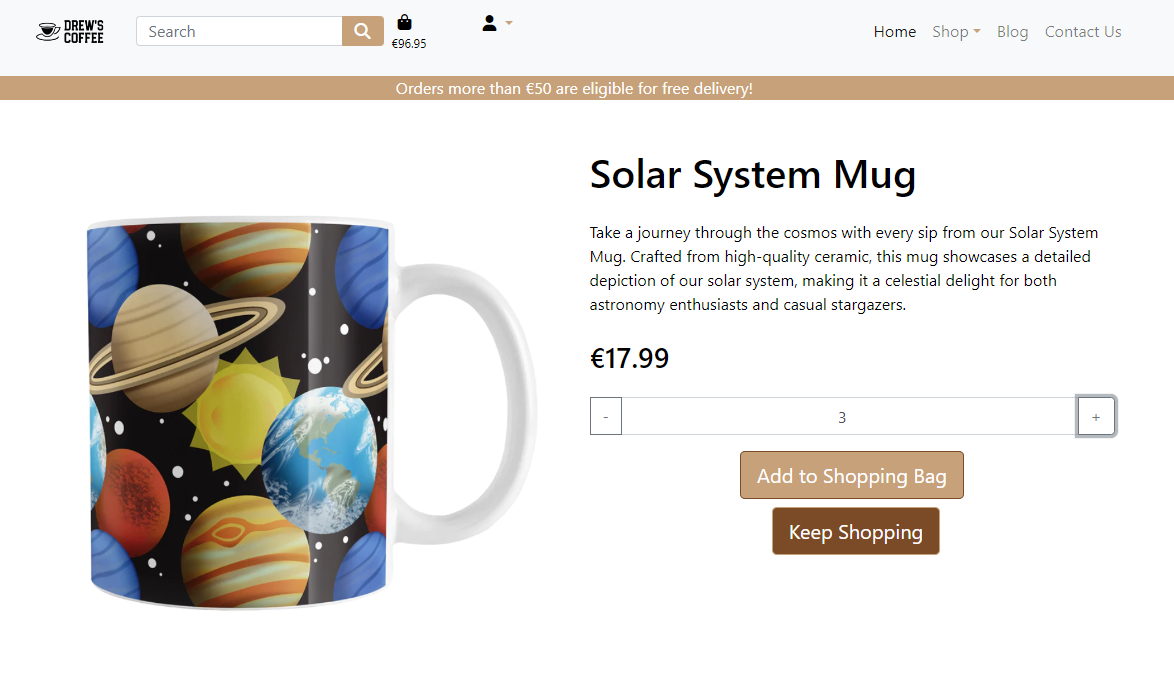 DREW'S
COFFEE
Search
€96.95
Home
Shop
Blog
Contact Us
Orders more than €50 are eligible for free delivery!
Solar System Mug
Take a journey through the cosmos with every sip from our Solar System
Mug. Crafted from high-quality ceramic, this mug showcases a detailed
depiction of our solar system, making it a celestial delight for both
astronomy enthusiasts and casual stargazers.
€17.99
-
3
+
Add to Shopping Bag
Keep Shopping